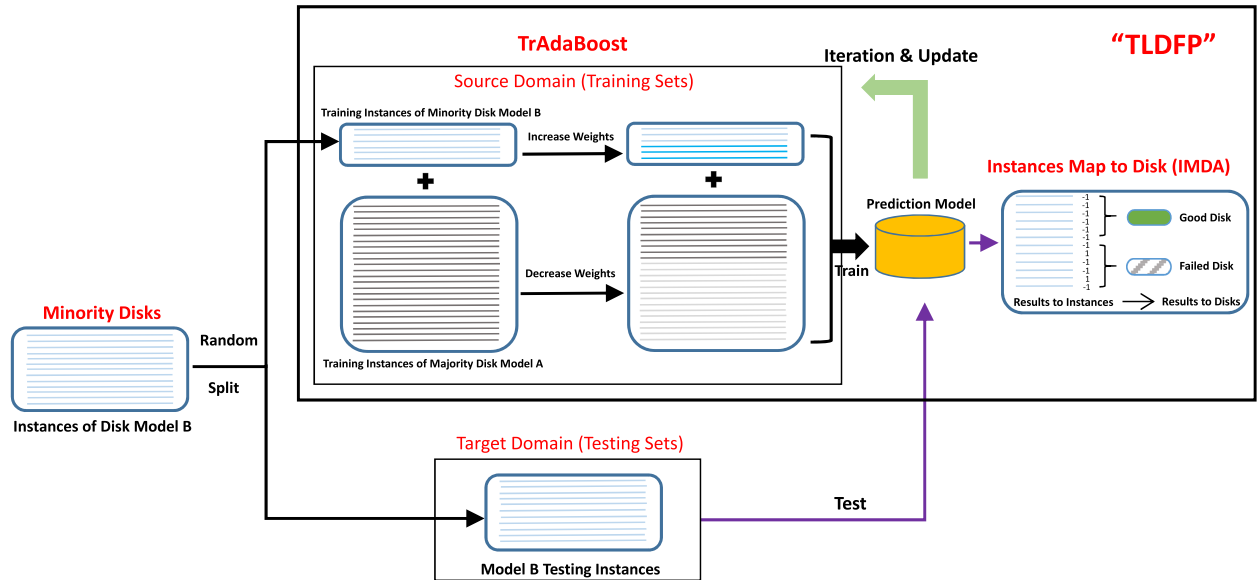 TrAdaBoost
“TLDFP”
Iteration & Update
Source Domain (Training Sets)
Training Instances of Minority Disk Model B
Increase Weights
+
+
Decrease Weights
Training Instances of Majority Disk Model A
Prediction Model
Train
Instances Map to Disk (IMDA)
-1
-1
-1
-1
-1
-1
1
-1
-1
1
-1
Good Disk
Failed Disk
Results to Instances
Results to Disks
Minority Disks
Random
Split
Instances of Disk Model B
Target Domain (Testing Sets)
Test
Model B Testing Instances